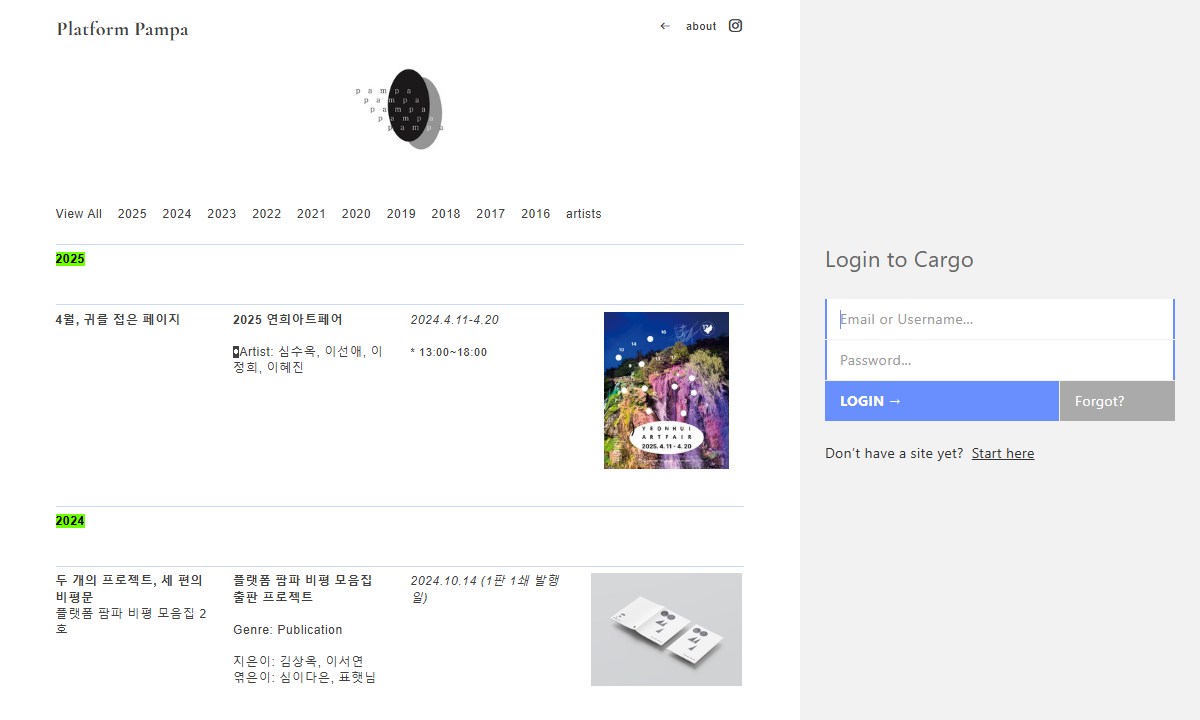 Platform Pampa
← about
p a m p a
p a m p a
p a m p a
p a m p a
p a m p a
View All 2025 2024 2023 2022 2021 2020 2019 2018 2017 2016 artists
2025
4월, 귀를 접은 페이지
2025 연희아트페어
Artist: 심수옥, 이선애, 이
정희, 이혜진
2024.4.11-4.20
* 13:00~18:00
YEONHUI
ARTFAIR
2025.4.11 - 4.20
2024
두 개의 프로젝트, 세 편의
비평문
플랫폼 팜파 비평 모음집 2
호
플랫폼 팜파 비평 모음집
출판 프로젝트
Genre: Publication
지은이: 김상옥, 이서연
엮은이: 심이다은, 표햇님
2024.10.14 (1판 1쇄 발행
일)
Login to Cargo
Email or Username...
Password...
LOGIN →
Forgot?
Don't have a site yet? Start here